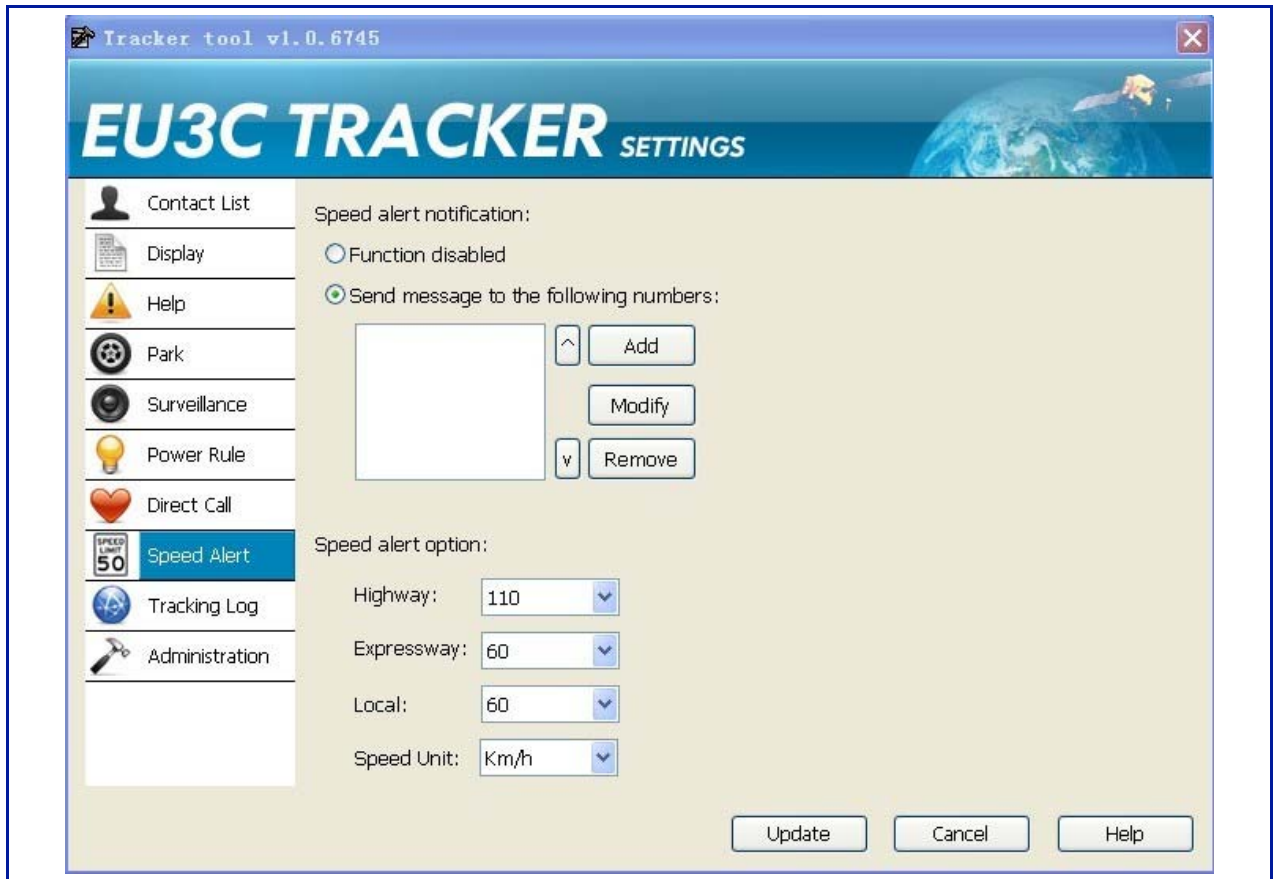 Tracker tool v1.0.6745
EU3C TRACKER SETTINGS
Contact List
Display
Help
Park
Surveillance
Power Rule
Direct Call
SPEED LIMIT 50
Speed Alert
Tracking Log
Administration
Speed alert notification:
Function disabled
Send message to the following numbers:
^
Add
Modify
v
Remove
Speed alert option:
Highway: 110
Expressway: 60
Local: 60
Speed Unit: Km/h
Update Cancel Help